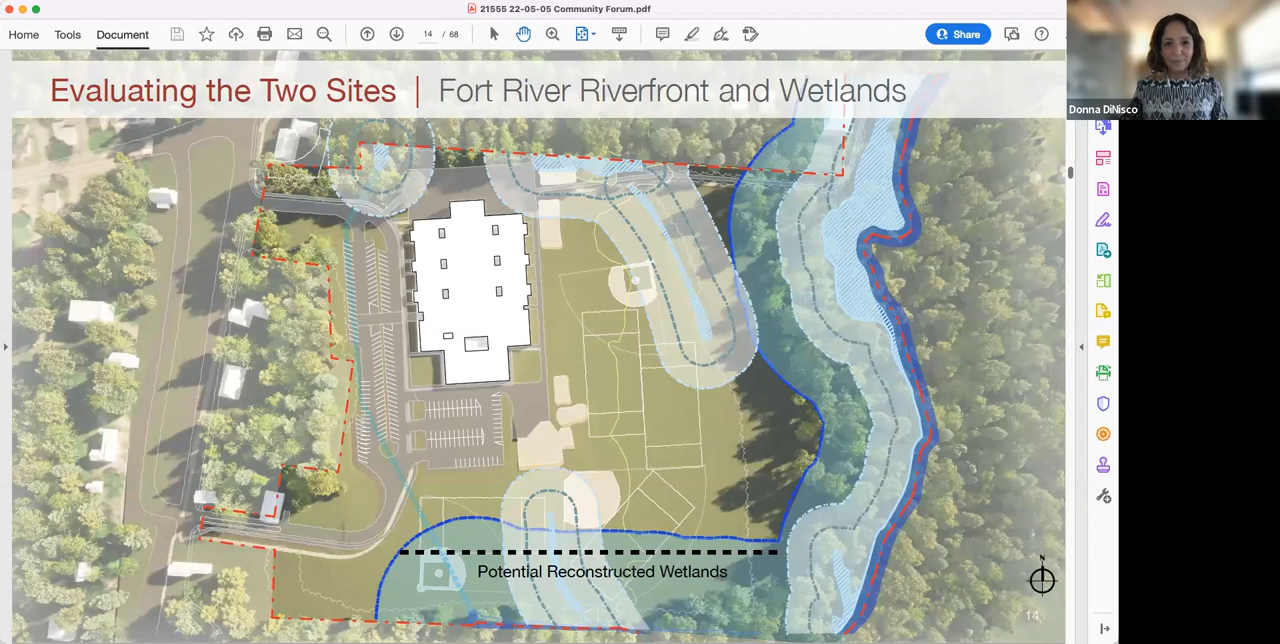 21555 22-05-05 Community Forum.pdf
Home Tools Document 14 / 68 Share
Evaluating the Two Sites | Fort River Riverfront and Wetlands
Donna DiNisco
Potential Reconstructed Wetlands
N
14